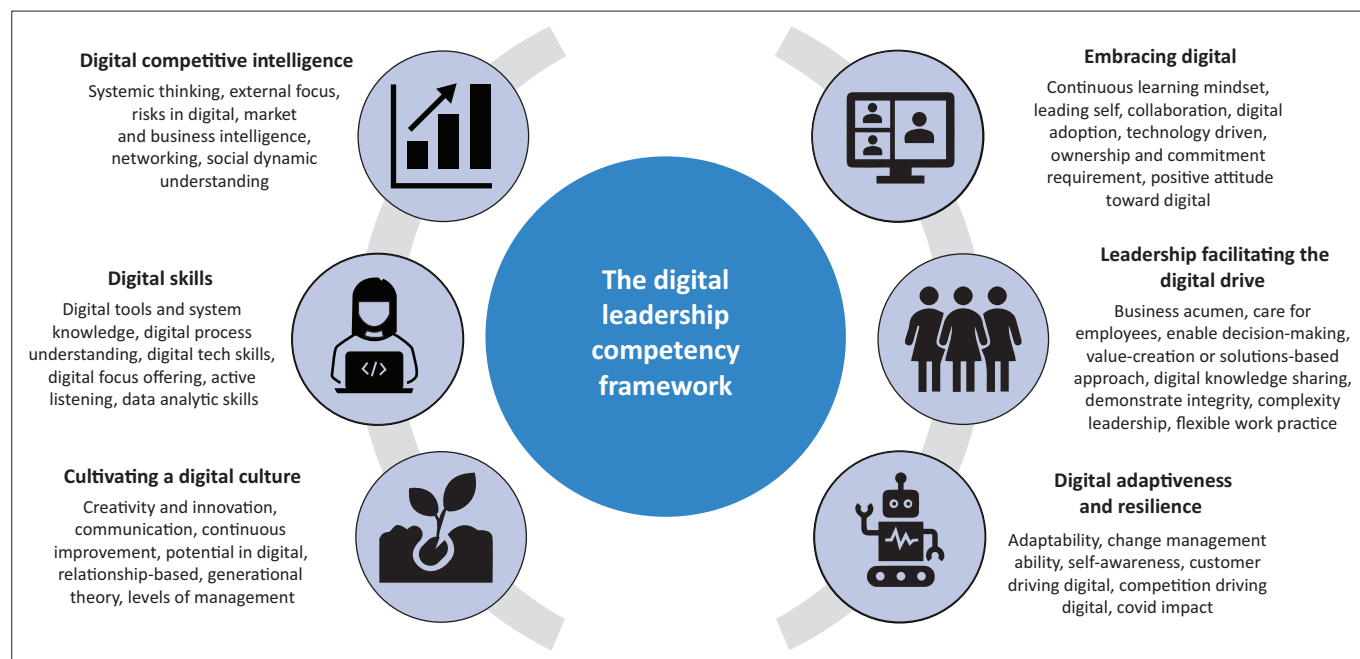 Digital competitive intelligence
Systemic thinking, external focus,
risks in digital, market
and business intelligence,
networking, social dynamic
understanding
Digital skills
Digital tools and system
knowledge, digital process
understanding, digital tech skills,
digital focus offering, active
listening, data analytic skills
</>
Cultivating a digital culture
Creativity and innovation,
communication, continuous
improvement, potential in digital,
relationship-based, generational
theory, levels of management
The digital
leadership
competency
framework
Embracing digital
Continuous learning mindset,
leading self, collaboration, digital
adoption, technology driven,
ownership and commitment
requirement, positive attitude
toward digital
Leadership facilitating the
digital drive
Business acumen, care for
employees, enable decision-making,
value-creation or solutions-based
approach, digital knowledge sharing,
demonstrate integrity, complexity
leadership, flexible work practice
Digital adaptiveness
and resilience
Adaptability, change management
ability, self-awareness, customer
driving digital, competition driving
digital, covid impact